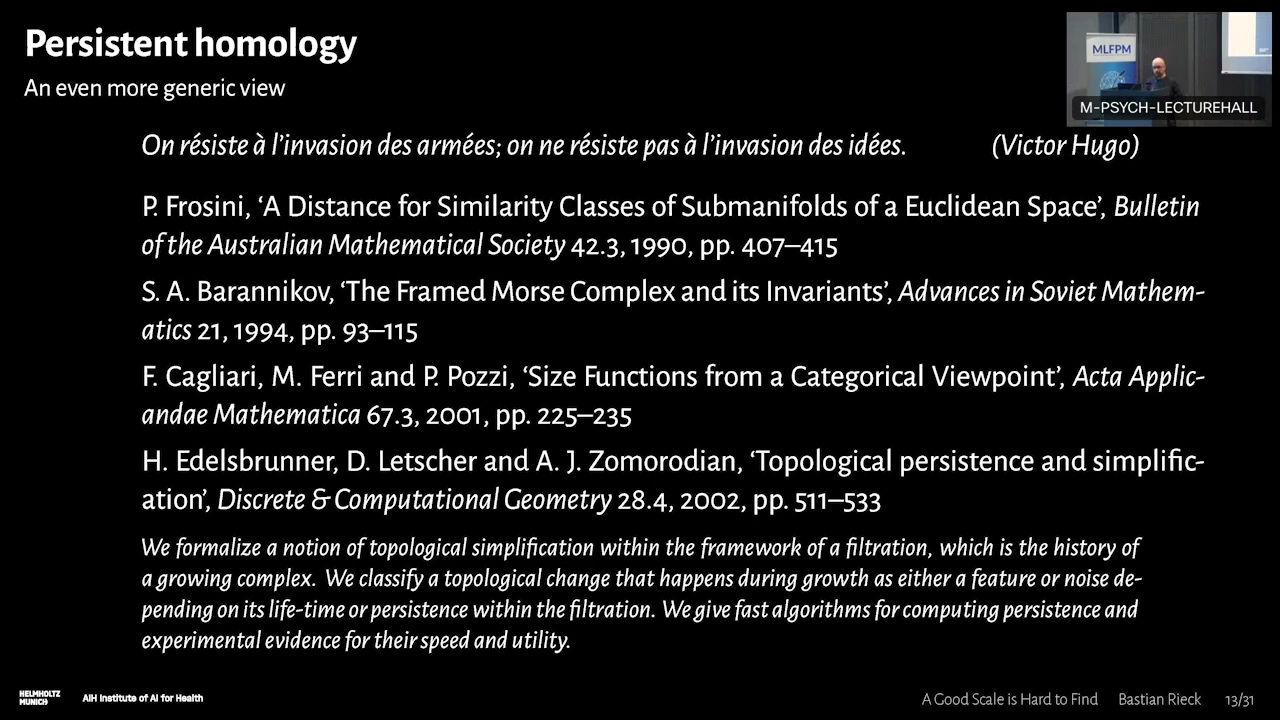 Persistent homology
An even more generic view
MLFPM
M-PSYCH-LECTUREHALL
On résiste à l'invasion des armées; on ne résiste pas à l'invasion des idées. (Victor Hugo)
P. Frosini, ‘A Distance for Similarity Classes of Submanifolds of a Euclidean Space’, Bulletin
of the Australian Mathematical Society 42.3, 1990, pp. 407–415
S. A. Barannikov, ‘The Framed Morse Complex and its Invariants’, Advances in Soviet Mathem-
atics 21, 1994, pp. 93–115
F. Cagliari, M. Ferri and P. Pozzi, ‘Size Functions from a Categorical Viewpoint’, Acta Applic-
andae Mathematica 67.3, 2001, pp. 225–235
H. Edelsbrunner, D. Letscher and A. J. Zomorodian, ‘Topological persistence and simplific-
ation’, Discrete & Computational Geometry 28.4, 2002, pp. 511–533
We formalize a notion of topological simplification within the framework of a filtration, which is the history of
a growing complex. We classify a topological change that happens during growth as either a feature or noise de-
pending on its life-time or persistence within the filtration. We give fast algorithms for computing persistence and
experimental evidence for their speed and utility.
HELMHOLTZ
MUNICH
AIH Institute of AI for Health
A Good Scale is Hard to Find Bastian Rieck 13/31